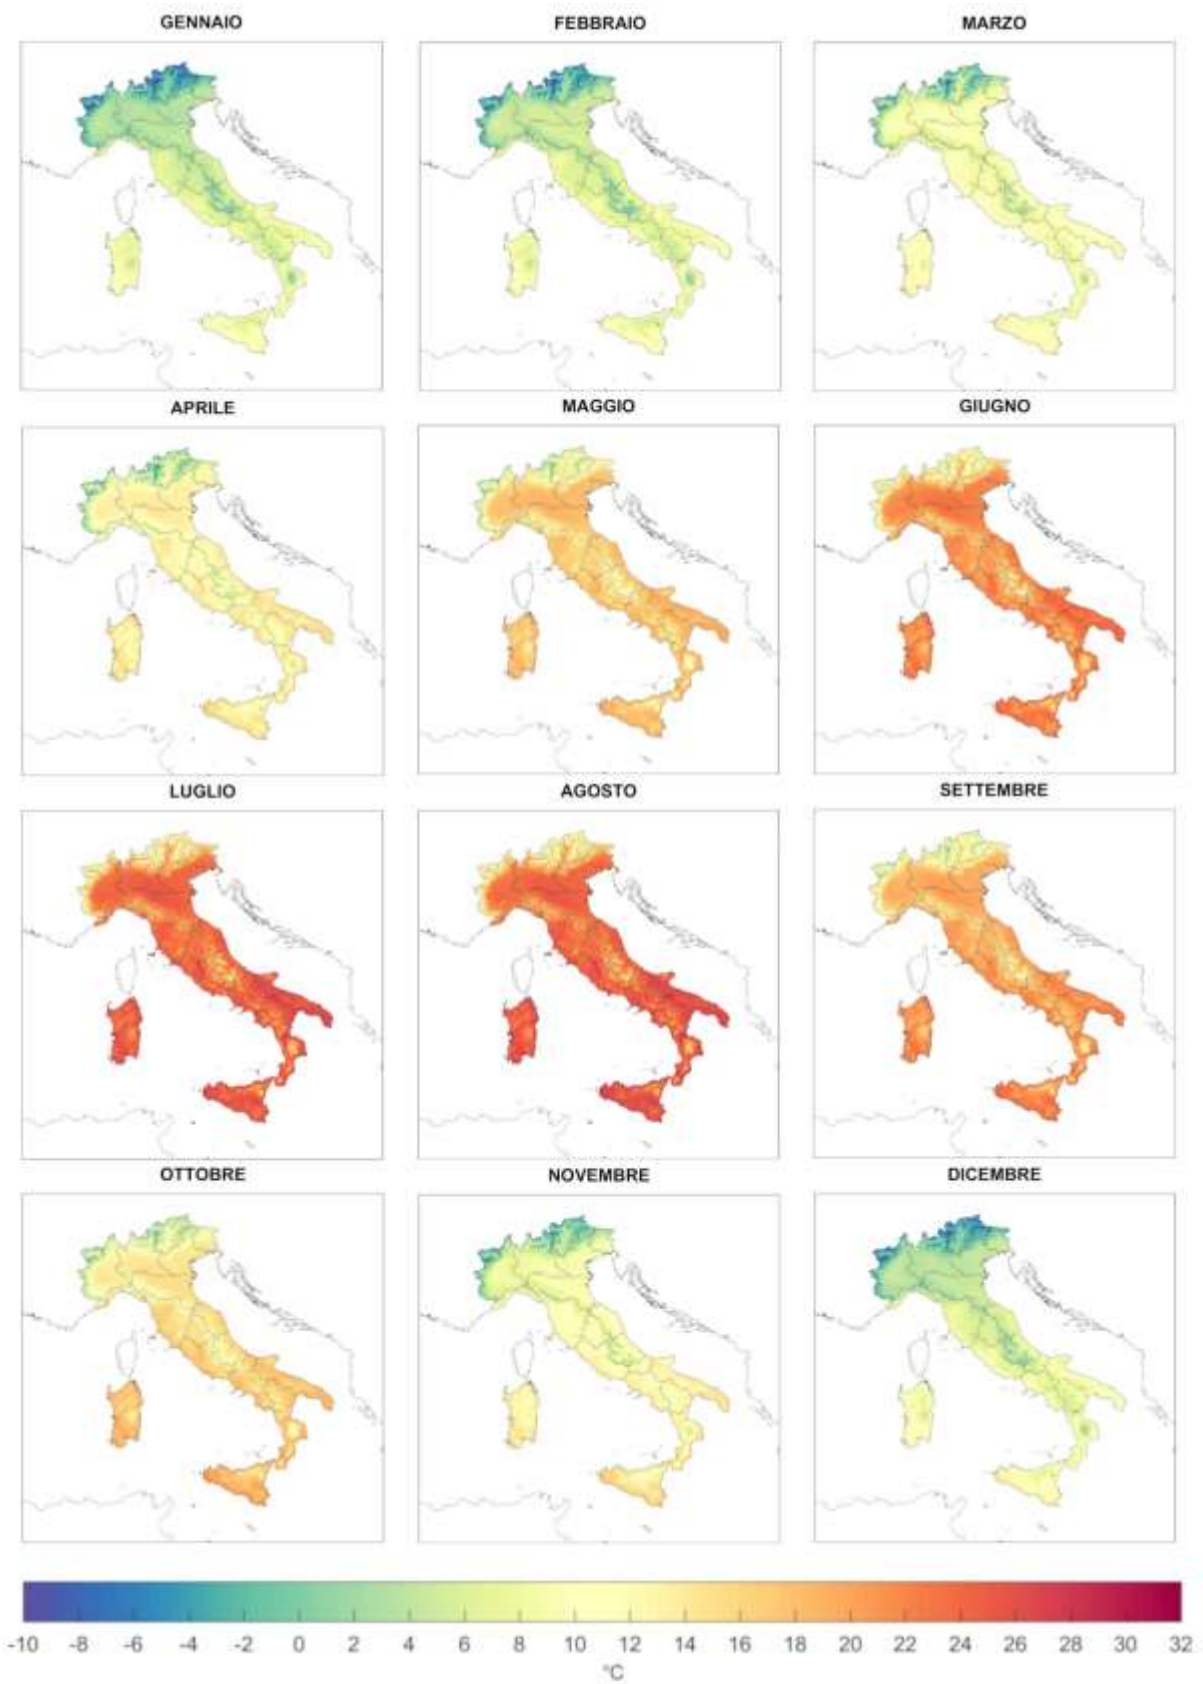 GENNAIO FEBBRAIO MARZO
APRILE MAGGIO GIUGNO
LUGLIO AGOSTO SETTEMBRE
OTTOBRE NOVEMBRE DICEMBRE
-10 -8 -6 -4 -2 0 2 4 6 8 10 12 14 16 18 20 22 24 26 28 30 32
°C